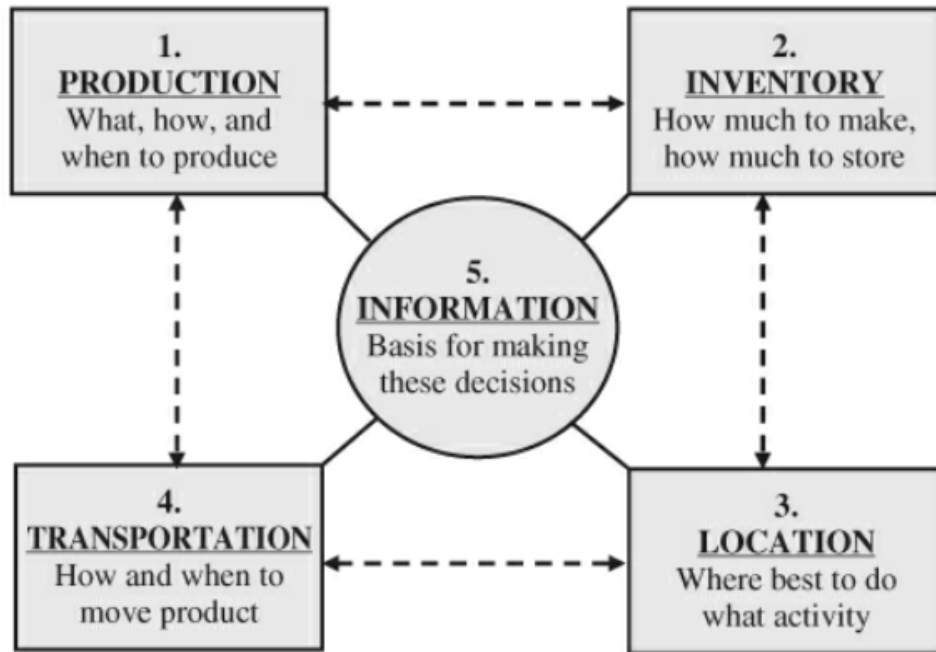 1.
PRODUCTION
What, how, and
when to produce
2.
INVENTORY
How much to make,
how much to store
5.
INFORMATION
Basis for making
these decisions
4.
TRANSPORTATION
How and when to
move product
3.
LOCATION
Where best to do
what activity